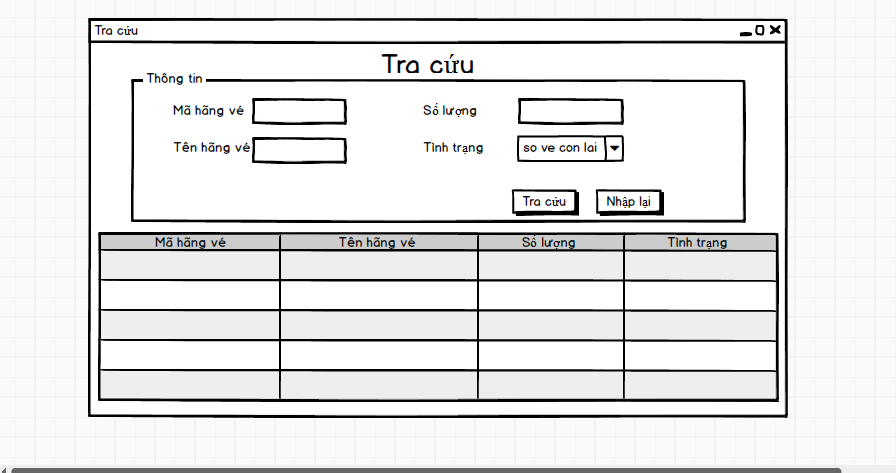 Tra cứu
Tra cứu
Thông tin
Mã hãng vé
Số lượng
Tên hãng vé
Tình trạng
so ve con lai
Tra cứu
Nhập lại
Mã hãng vé Tên hãng vé Số lượng Tình trạng